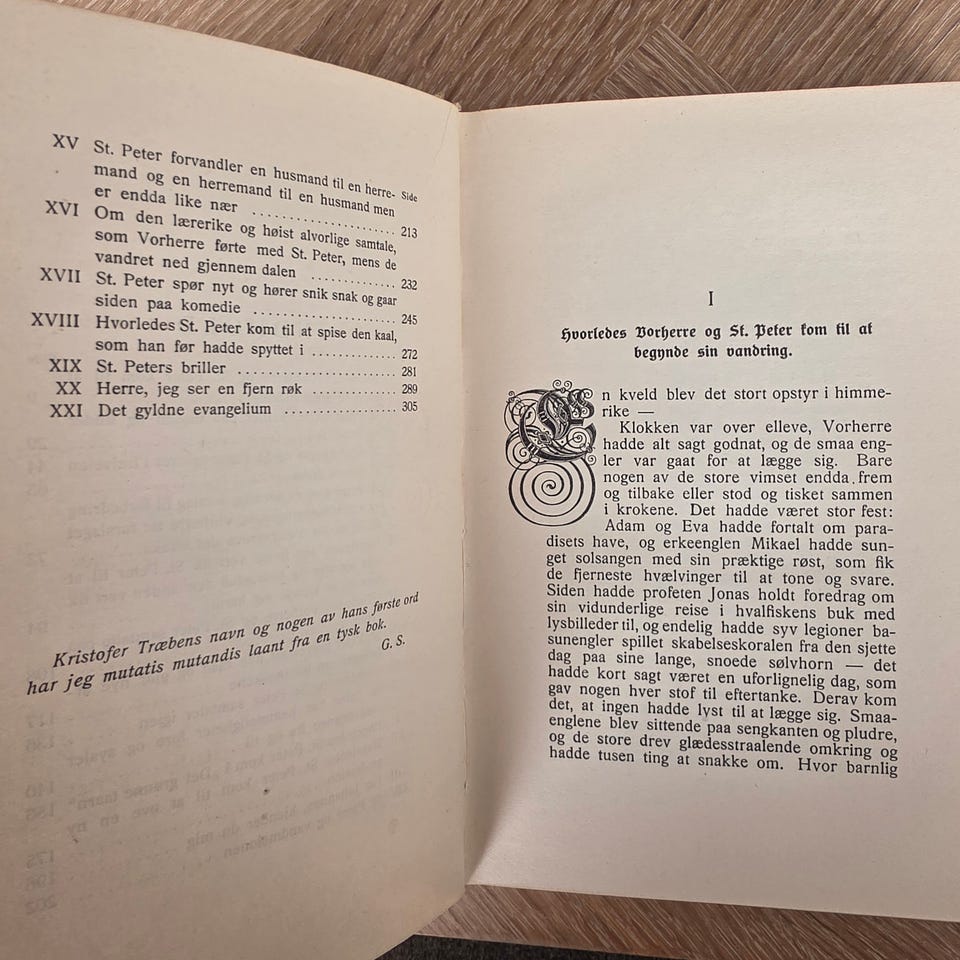 XV St. Peter forvandler en husmand til en herre- Side
mand og en herremand til en husmand men
er endda like nær .................... 213
XVI Om den lærerike og høist alvorlige samtale,
som Vorherre førte med St. Peter, mens de
vandret ned gjennem dalen ............ 232
XVII St. Peter spør nyt og hører snik snak og gaar
siden paa komedie .................... 245
XVIII Hvorledes St. Peter kom til at spise den kaal,
som han før hadde spyttet i ............ 272
XIX St. Peters briller ...................... 281
XX Herre, jeg ser en fjern røk ............ 289
XXI Det gyldne evangelium ................ 305
Kristofer Træbens navn og nogen av hans første ord
har jeg mutatis mutandis laant fra en tysk bok.
G. S.
I
Hvorledes Vorherre og St. Peter kom til at
begynde sin vandring.
En kveld blev det stort opstyr i himme-
rike —
Klokken var over elleve, Vorherre
hadde alt sagt godnat, og de smaa eng-
ler var gaat for at lægge sig. Bare
nogen av de store vimset endda frem
og tilbake eller stod og tisket sammen
i krokene. Det hadde været stor fest:
Adam og Eva hadde fortalt om para-
disets have, og erkeenglen Mikael hadde sun-
get solsangen med sin præktige røst, som fik
de fjerneste hvælvinger til at tone og svare.
Siden hadde profeten Jonas holdt foredrag om
sin vidunderlige reise i hvalfiskens buk med
lysbilleder til, og endelig hadde syv legioner ba-
sunengler spillet skabelseskoralen fra den sjette
dag paa sine lange, snoede sølvhorn — det
hadde kort sagt været en uforlignelig dag, som
gav nogen hver stof til eftertanke. Derav kom
det, at ingen hadde lyst til at lægge sig. Smaa-
englene blev sittende paa sengkanten og pludre,
og de store drev glædesstraalende omkring og
hadde tusen ting at snakke om. Hvor barnlig